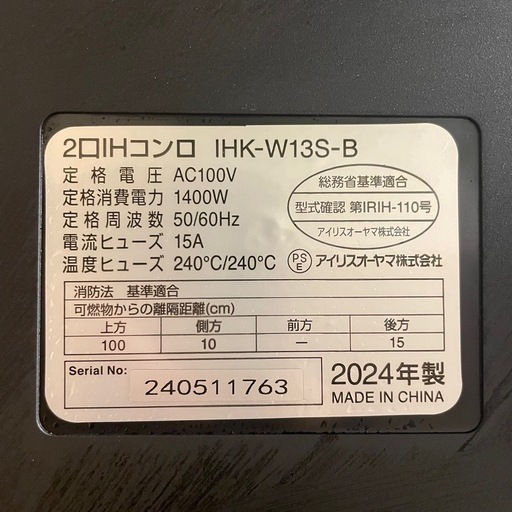 2口IHコンロ IHK-W13S-B
定格電圧 AC100V
定格消費電力 1400W
定格周波数 50/60Hz
電流ヒューズ 15A
温度ヒューズ 240℃/240℃
総務省基準適合
型式確認 第IRIH-110号
アイリスオーヤマ株式会社
PSE アイリスオーヤマ株式会社
消防法 基準適合
可燃物からの離隔距離(cm)
上方 側方 前方 後方
100 10 — 15
Serial No: 240511763
2024年製
MADE IN CHINA